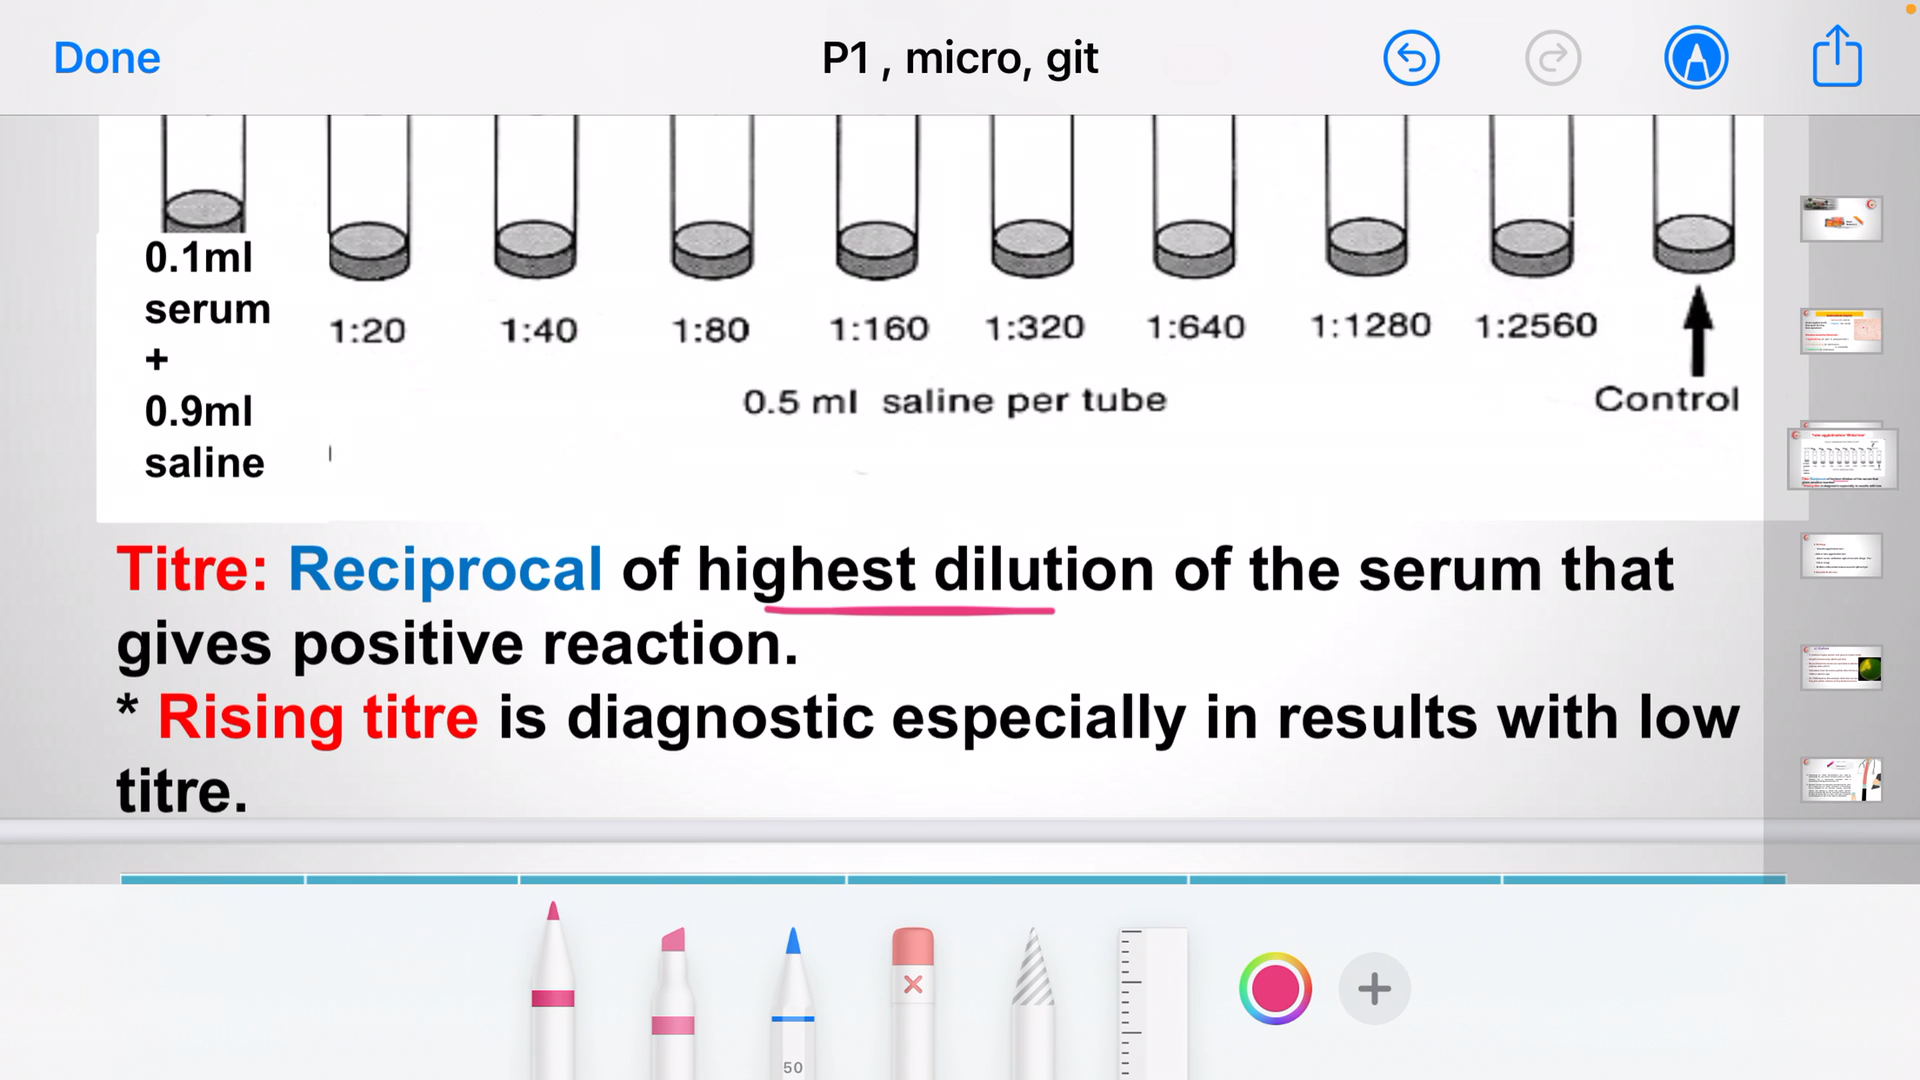 Done
P1 , micro, git
0.1ml
serum
+
0.9ml
saline
1:20 1:40 1:80 1:160 1:320 1:640 1:1280 1:2560
0.5 ml saline per tube
Control
Titre: Reciprocal of highest dilution of the serum that
gives positive reaction.
* Rising titre is diagnostic especially in results with low
titre.
50